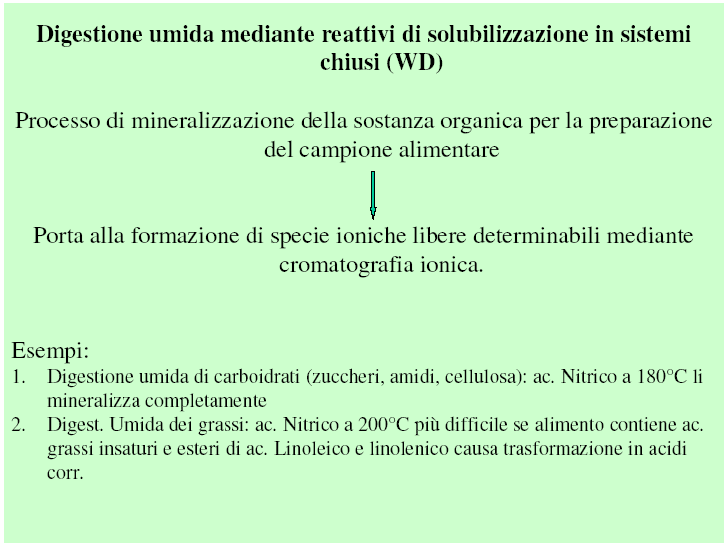 Digestione umida mediante reattivi di solubilizzazione in sistemi
chiusi (WD)
Processo di mineralizzazione della sostanza organica per la preparazione
del campione alimentare
Porta alla formazione di specie ioniche libere determinabili mediante
cromatografia ionica.
Esempi:
1. Digestione umida di carboidrati (zuccheri, amidi, cellulosa): ac. Nitrico a 180°C li
mineralizza completamente
2. Digest. Umida dei grassi: ac. Nitrico a 200°C più difficile se alimento contiene ac.
grassi insaturi e esteri di ac. Linoleico e linolenico causa trasformazione in acidi
corr.